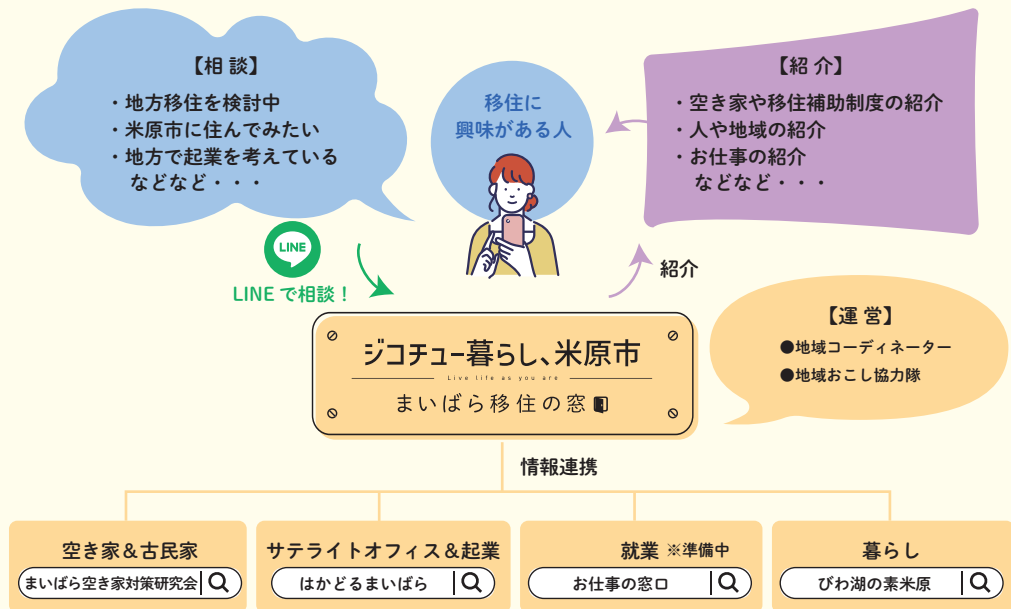 【相 談】
・地方移住を検討中
・米原市に住んでみたい
・地方で起業を考えている
などなど・・・
移住に
興味がある人
【紹 介】
・空き家や移住補助制度の紹介
・人や地域の紹介
・お仕事の紹介
などなど・・・
LINE
LINEで相談！
紹介
ジコチュー暮らし、米原市
Live life as you are
まいばら移住の窓
【運 営】
●地域コーディネーター
●地域おこし協力隊
情報連携
空き家＆古民家
まいばら空き家対策研究会
サテライトオフィス＆起業
はかどるまいばら
就業 ※準備中
お仕事の窓口
暮らし
びわ湖の素米原